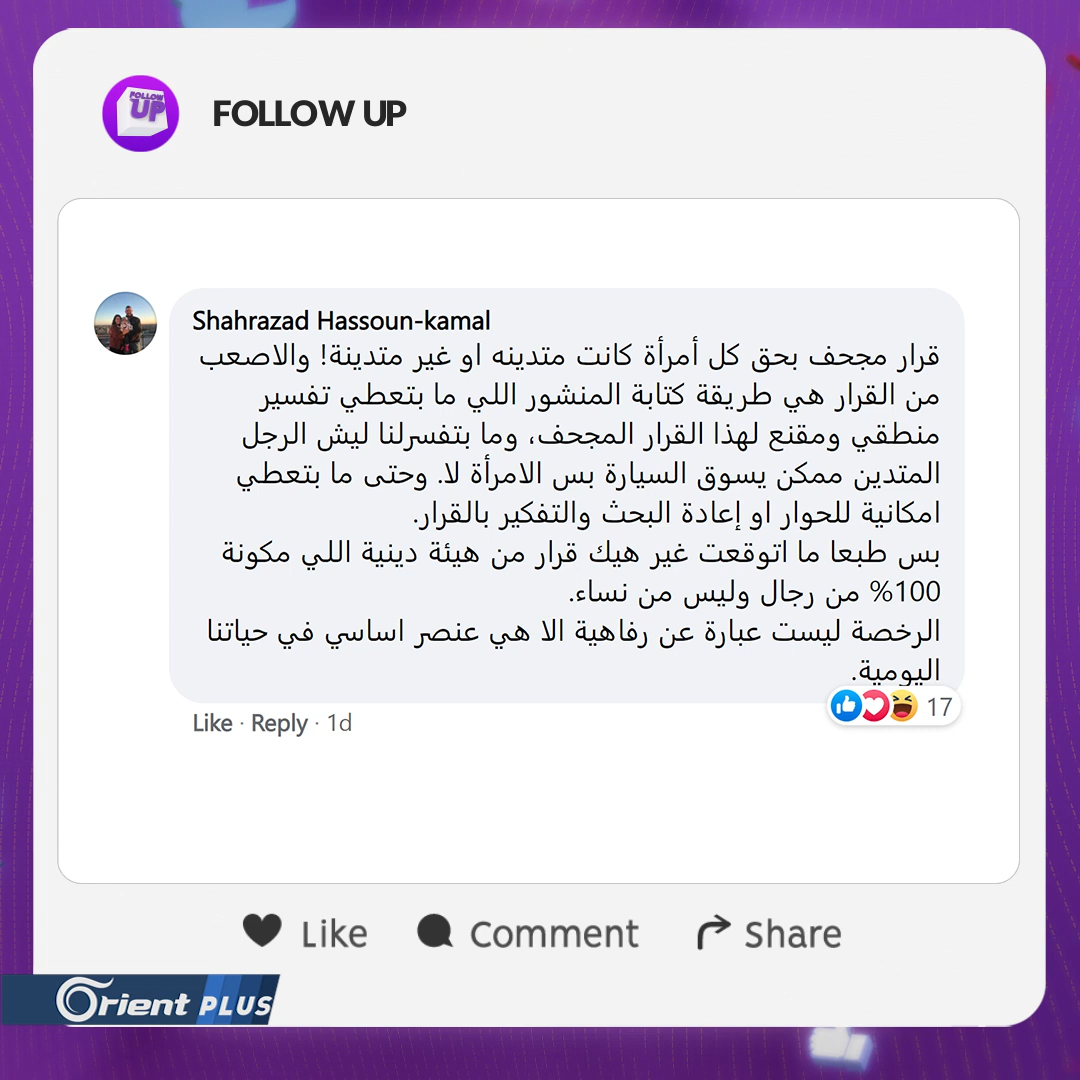 FOLLOW UP
FOLLOW UP
Shahrazad Hassoun-kamal
قرار مجحف بحق كل أمرأة كانت متدينه او غير متدينة! والاصعب
من القرار هي طريقة كتابة المنشور اللي ما بتعطي تفسير
منطقي ومقنع لهذا القرار المجحف، وما بتفسرلنا ليش الرجل
المتدين ممكن يسوق السيارة بس الامرأة لا. وحتى ما بتعطي
امكانية للحوار او إعادة البحث والتفكير بالقرار.
بس طبعا ما اتوقعت غير هيك قرار من هيئة دينية اللي مكونة
100% من رجال وليس من نساء.
الرخصة ليست عبارة عن رفاهية الا هي عنصر اساسي في حياتنا
اليومية.
17
Like · Reply · 1d
Like Comment Share
Orient PLUS